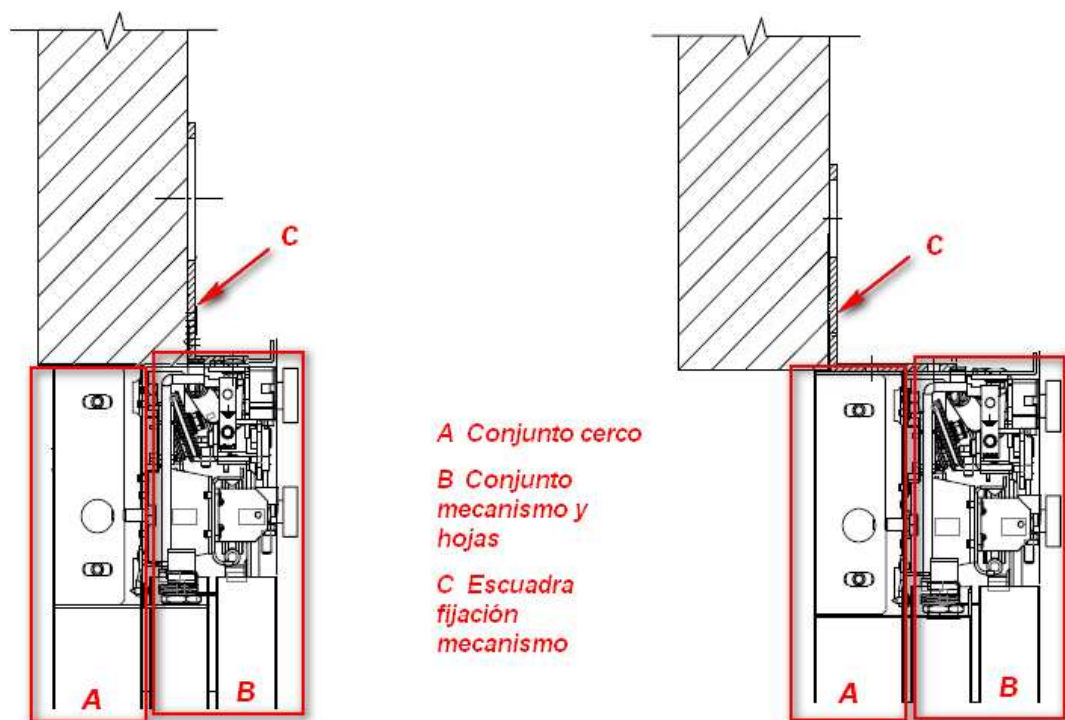 C
C
A Conjunto cerco
B Conjunto
mecanismo y
hojas
C Escuadra
fijación
mecanismo
A
B
A
B